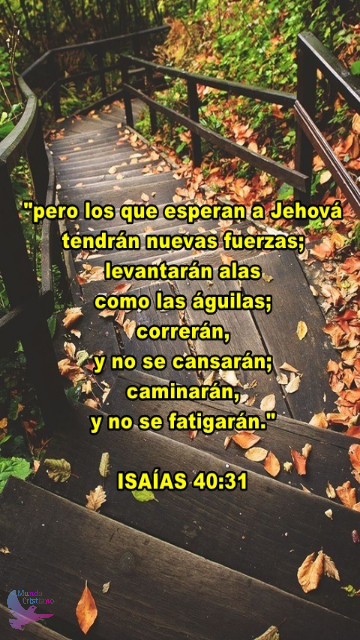 "pero los que esperan a Jehová
tendrán nuevas fuerzas;
levantarán alas
como las águilas;
correrán,
y no se cansarán;
caminarán,
y no se fatigarán."
ISAÍAS 40:31
Mundo
Cristiano